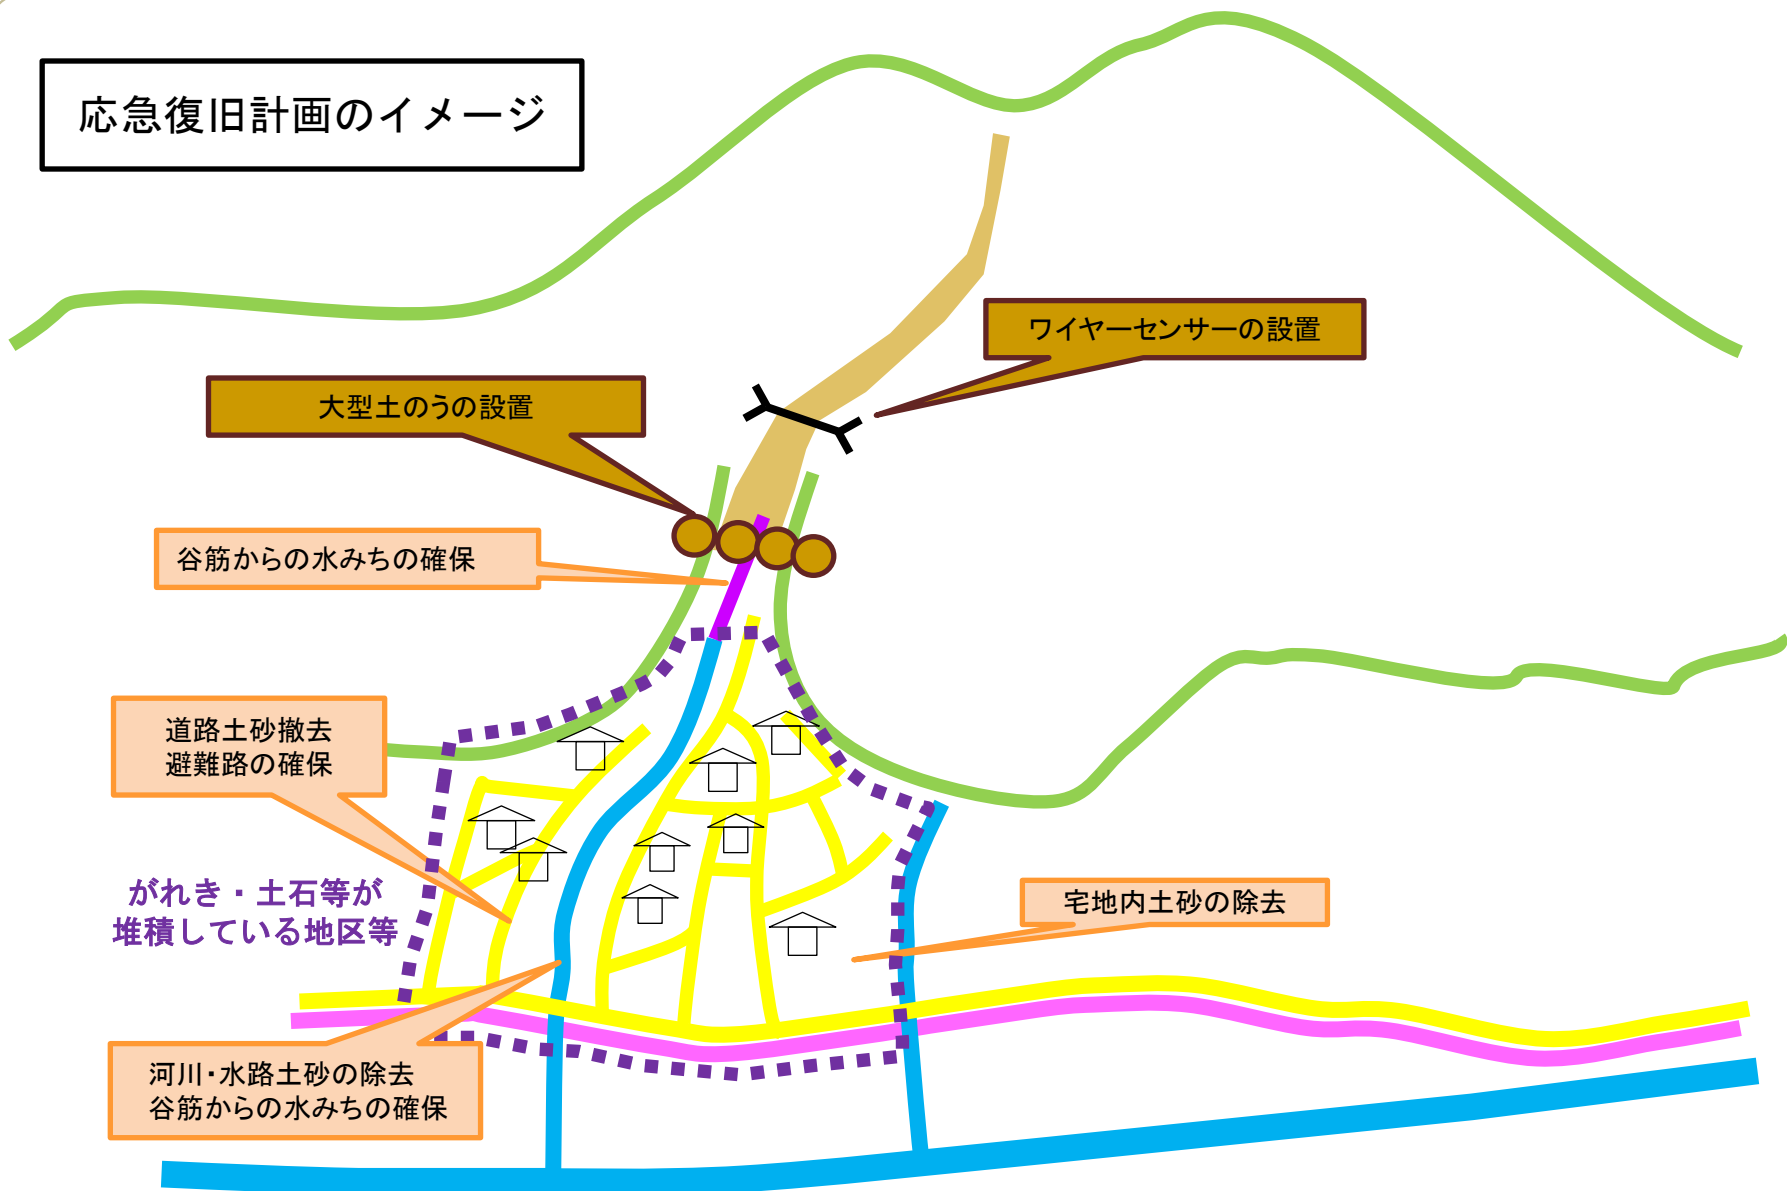 応急復旧計画のイメージ
ワイヤーセンサーの設置
大型土のうの設置
谷筋からの水みちの確保
道路土砂撤去
避難路の確保
がれき・土石等が
堆積している地区等
宅地内土砂の除去
河川・水路土砂の除去
谷筋からの水みちの確保